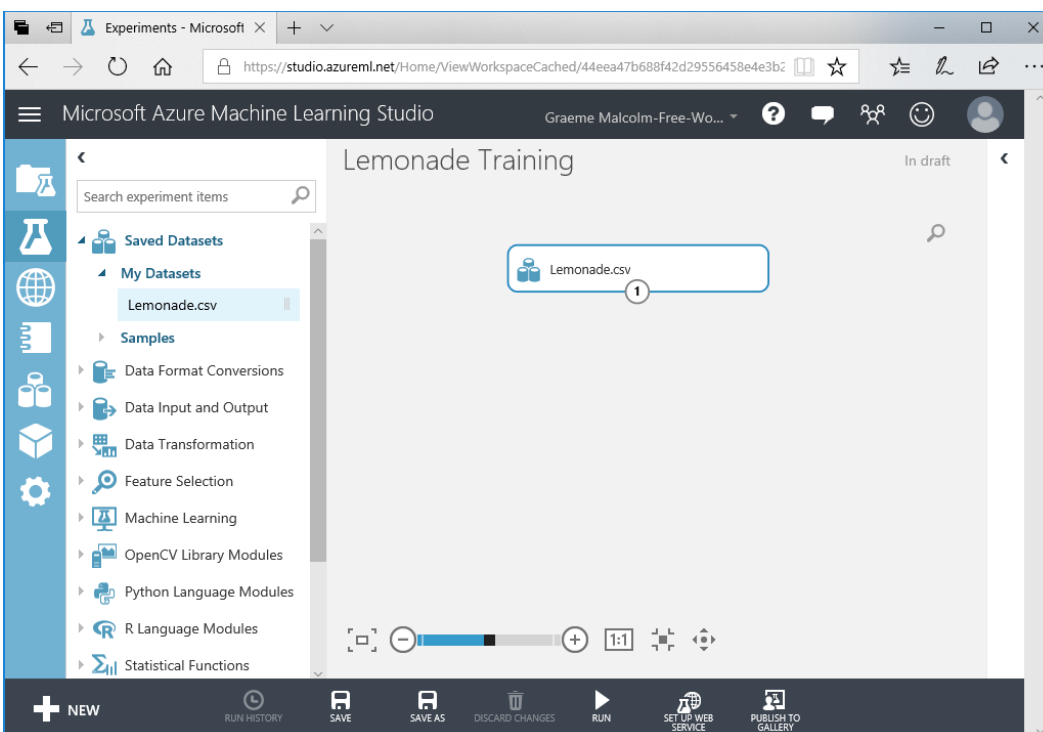 Experiments - Microsoft
https://studio.azureml.net/Home/ViewWorkspaceCached/44eea47b688f42d29556458e4e3b2
Microsoft Azure Machine Learning Studio
Graeme Malcolm-Free-Wo...
?
Search experiment items
Lemonade Training
In draft
Saved Datasets
My Datasets
Lemonade.csv
Samples
Data Format Conversions
Data Input and Output
Data Transformation
Feature Selection
Machine Learning
OpenCV Library Modules
Python Language Modules
R Language Modules
Statistical Functions
Lemonade.csv
1
1:1
NEW
RUN HISTORY
SAVE
SAVE AS
DISCARD CHANGES
RUN
SET UP WEB
SERVICE
PUBLISH TO
GALLERY